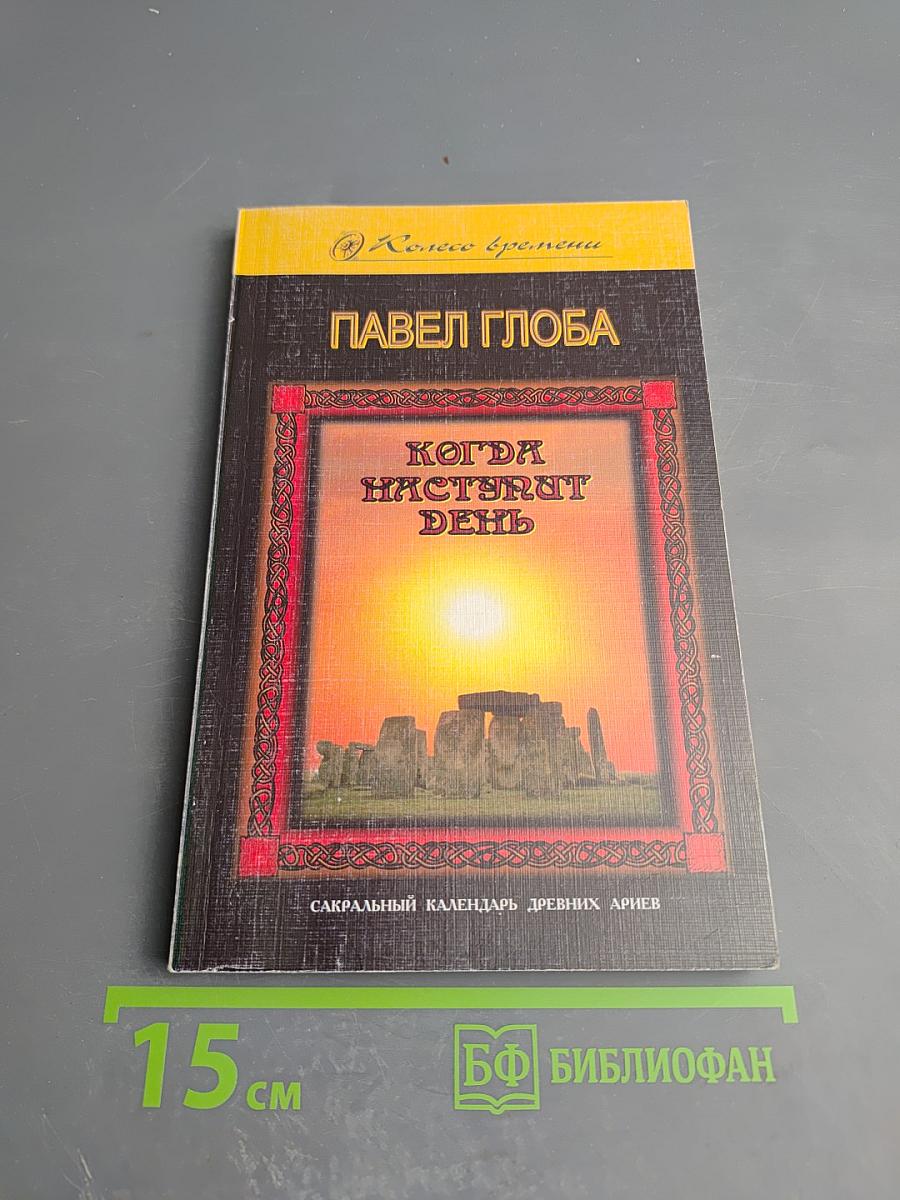 Колесо времени
ПАВЕЛ ГЛОБА
КОГДА
НАСТУПИТ
ДЕНЬ
САКРАЛЬНЫЙ КАЛЕНДАРЬ ДРЕВНИХ АРИЕВ
15 см
БФ БИБЛИОФАН